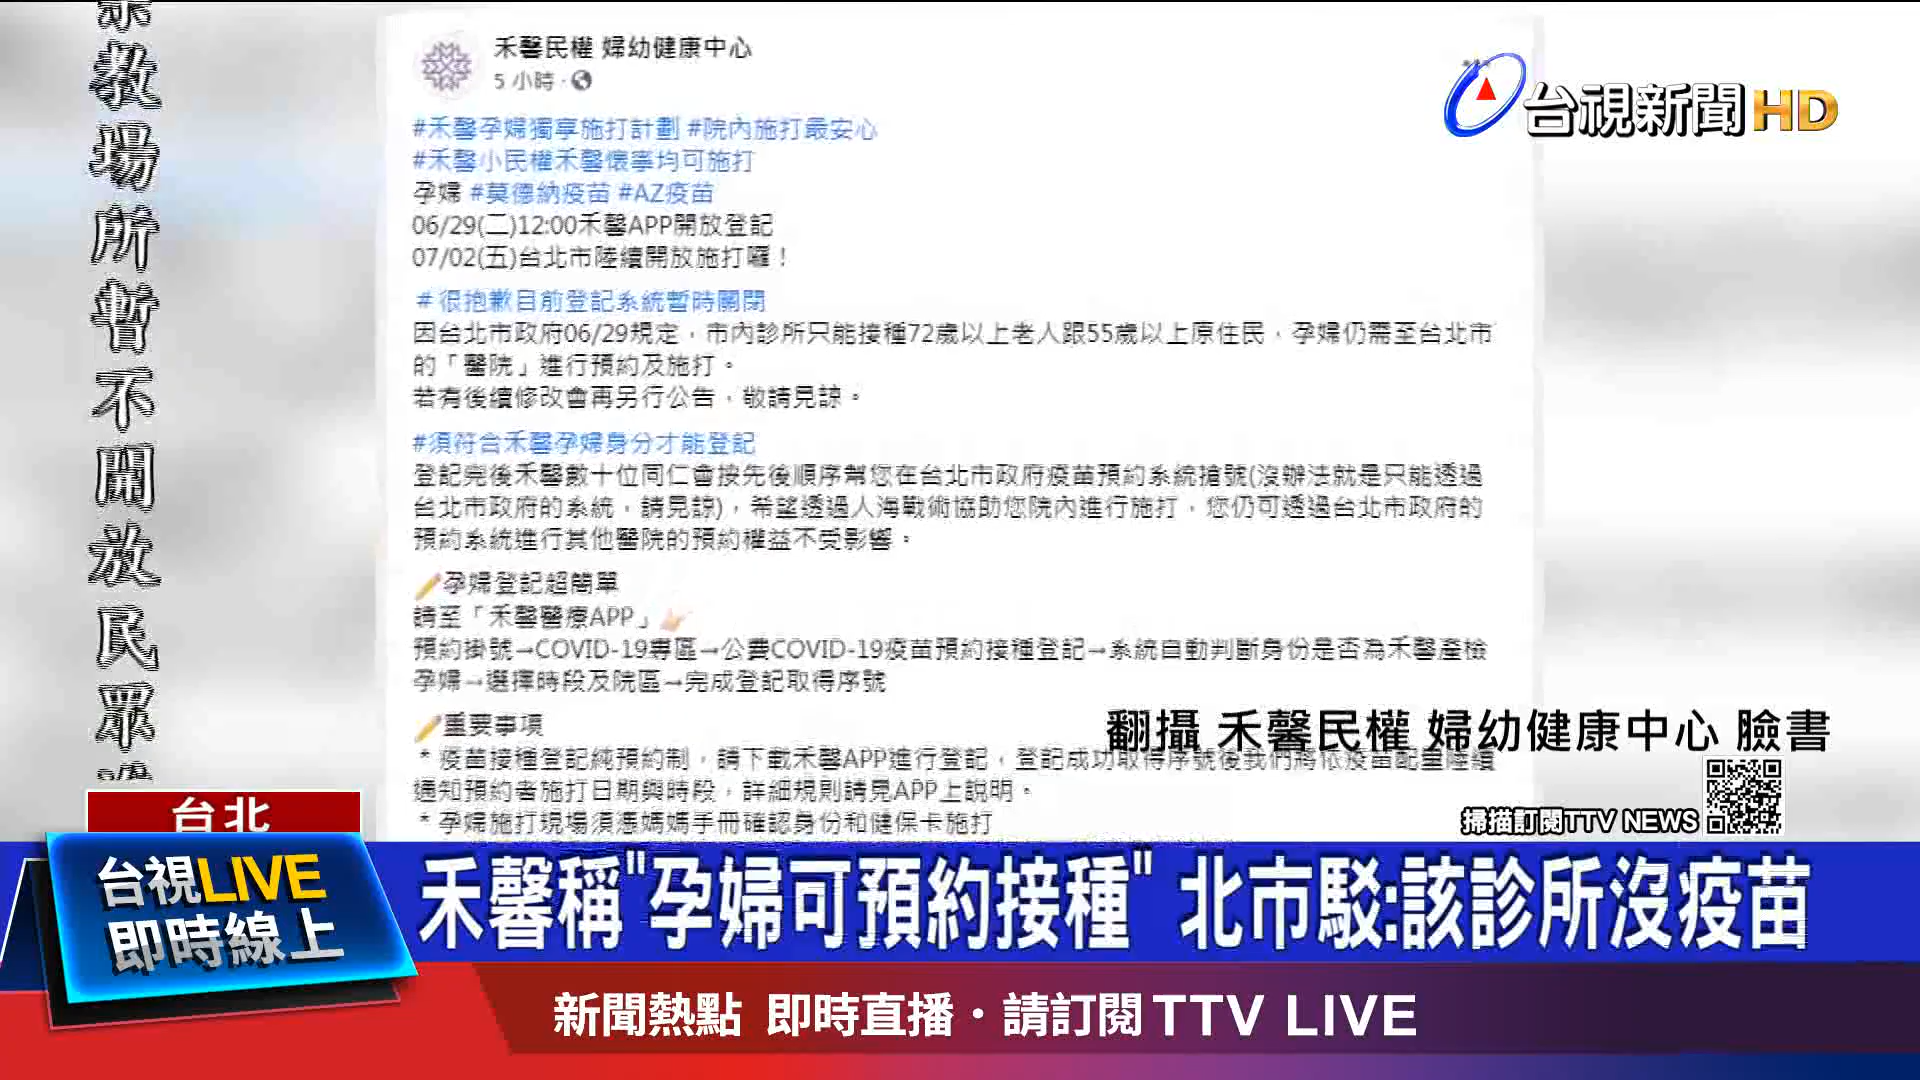 教場所暫不開放民眾
禾馨民權 婦幼健康中心
5 小時 ·
#禾馨孕婦獨享施打計劃 #院內施打最安心
#禾馨小民權禾馨懷寧均可施打
孕婦 #莫德納疫苗 #AZ疫苗
06/29(二)12:00禾馨APP開放登記
07/02(五)台北市陸續開放施打囉！
＃很抱歉目前登記系統暫時關閉
因台北市政府06/29規定，市內診所只能接種72歲以上老人跟55歲以上原住民，孕婦仍需至台北市
的「醫院」進行預約及施打。
若有後續修改會再另行公告，敬請見諒。
#須符合禾馨孕婦身分才能登記
登記完後禾馨數十位同仁會按先後順序幫您在台北市政府疫苗預約系統搶號(沒辦法就是只能透過
台北市政府的系統，請見諒)，希望透過人海戰術協助您院內進行施打，您仍可透過台北市政府的
預約系統進行其他醫院的預約權益不受影響。
孕婦登記超簡單
請至「禾馨醫療APP」
預約掛號→COVID-19專區→公費COVID-19疫苗預約接種登記→系統自動判斷身份是否為禾馨產檢
孕婦→選擇時段及院區→完成登記取得序號
重要事項
* 疫苗接種登記純預約制，請下載禾馨APP進行登記，登記成功取得序號後我們將依疫苗配量陸續
通知預約者施打日期與時段，詳細規則請見APP上說明。
* 孕婦施打現場須憑媽媽手冊確認身份和健保卡施打
台視新聞HD
翻攝 禾馨民權 婦幼健康中心 臉書
掃描訂閱TTV NEWS
台北
台視LIVE
即時線上
禾馨稱"孕婦可預約接種" 北市駁:該診所沒疫苗
新聞熱點 即時直播·請訂閱TTV LIVE